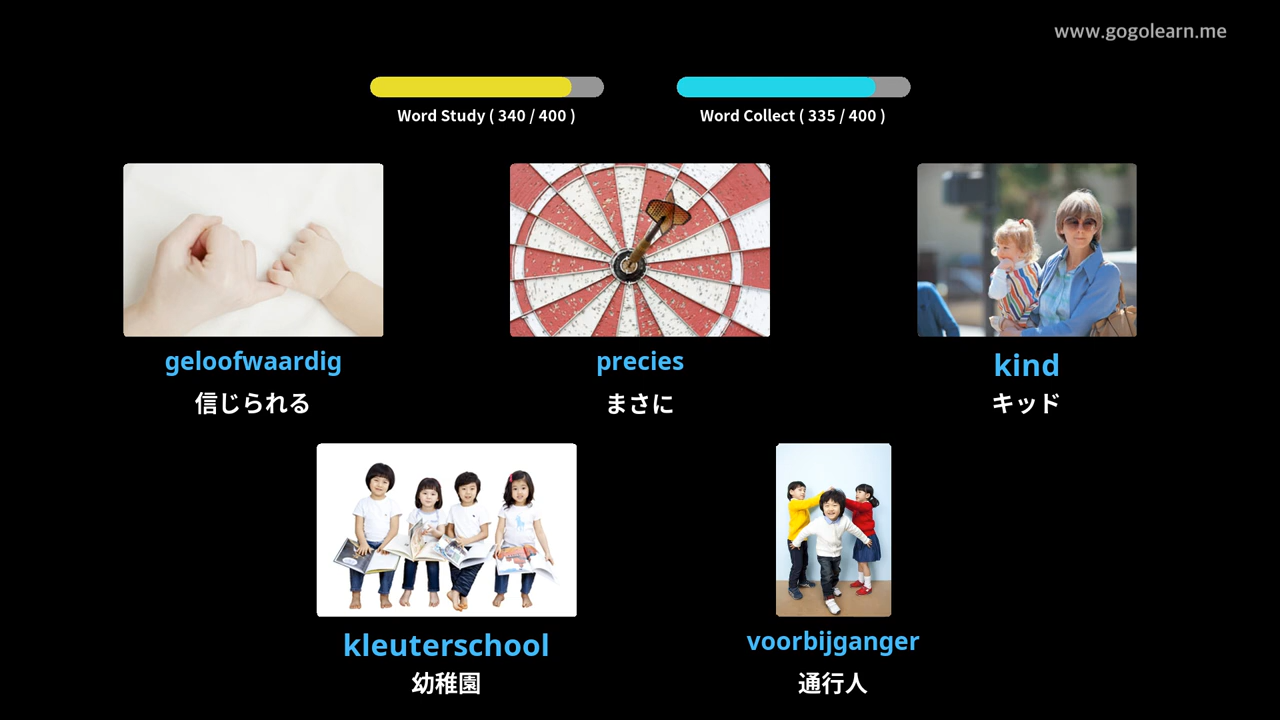 www.gogolearn.me
Word Study ( 340 / 400 )
Word Collect ( 335 / 400 )
geloofwaardig
信じられる
precies
まさに
kind
キッド
kleuterschool
幼稚園
voorbijganger
通行人